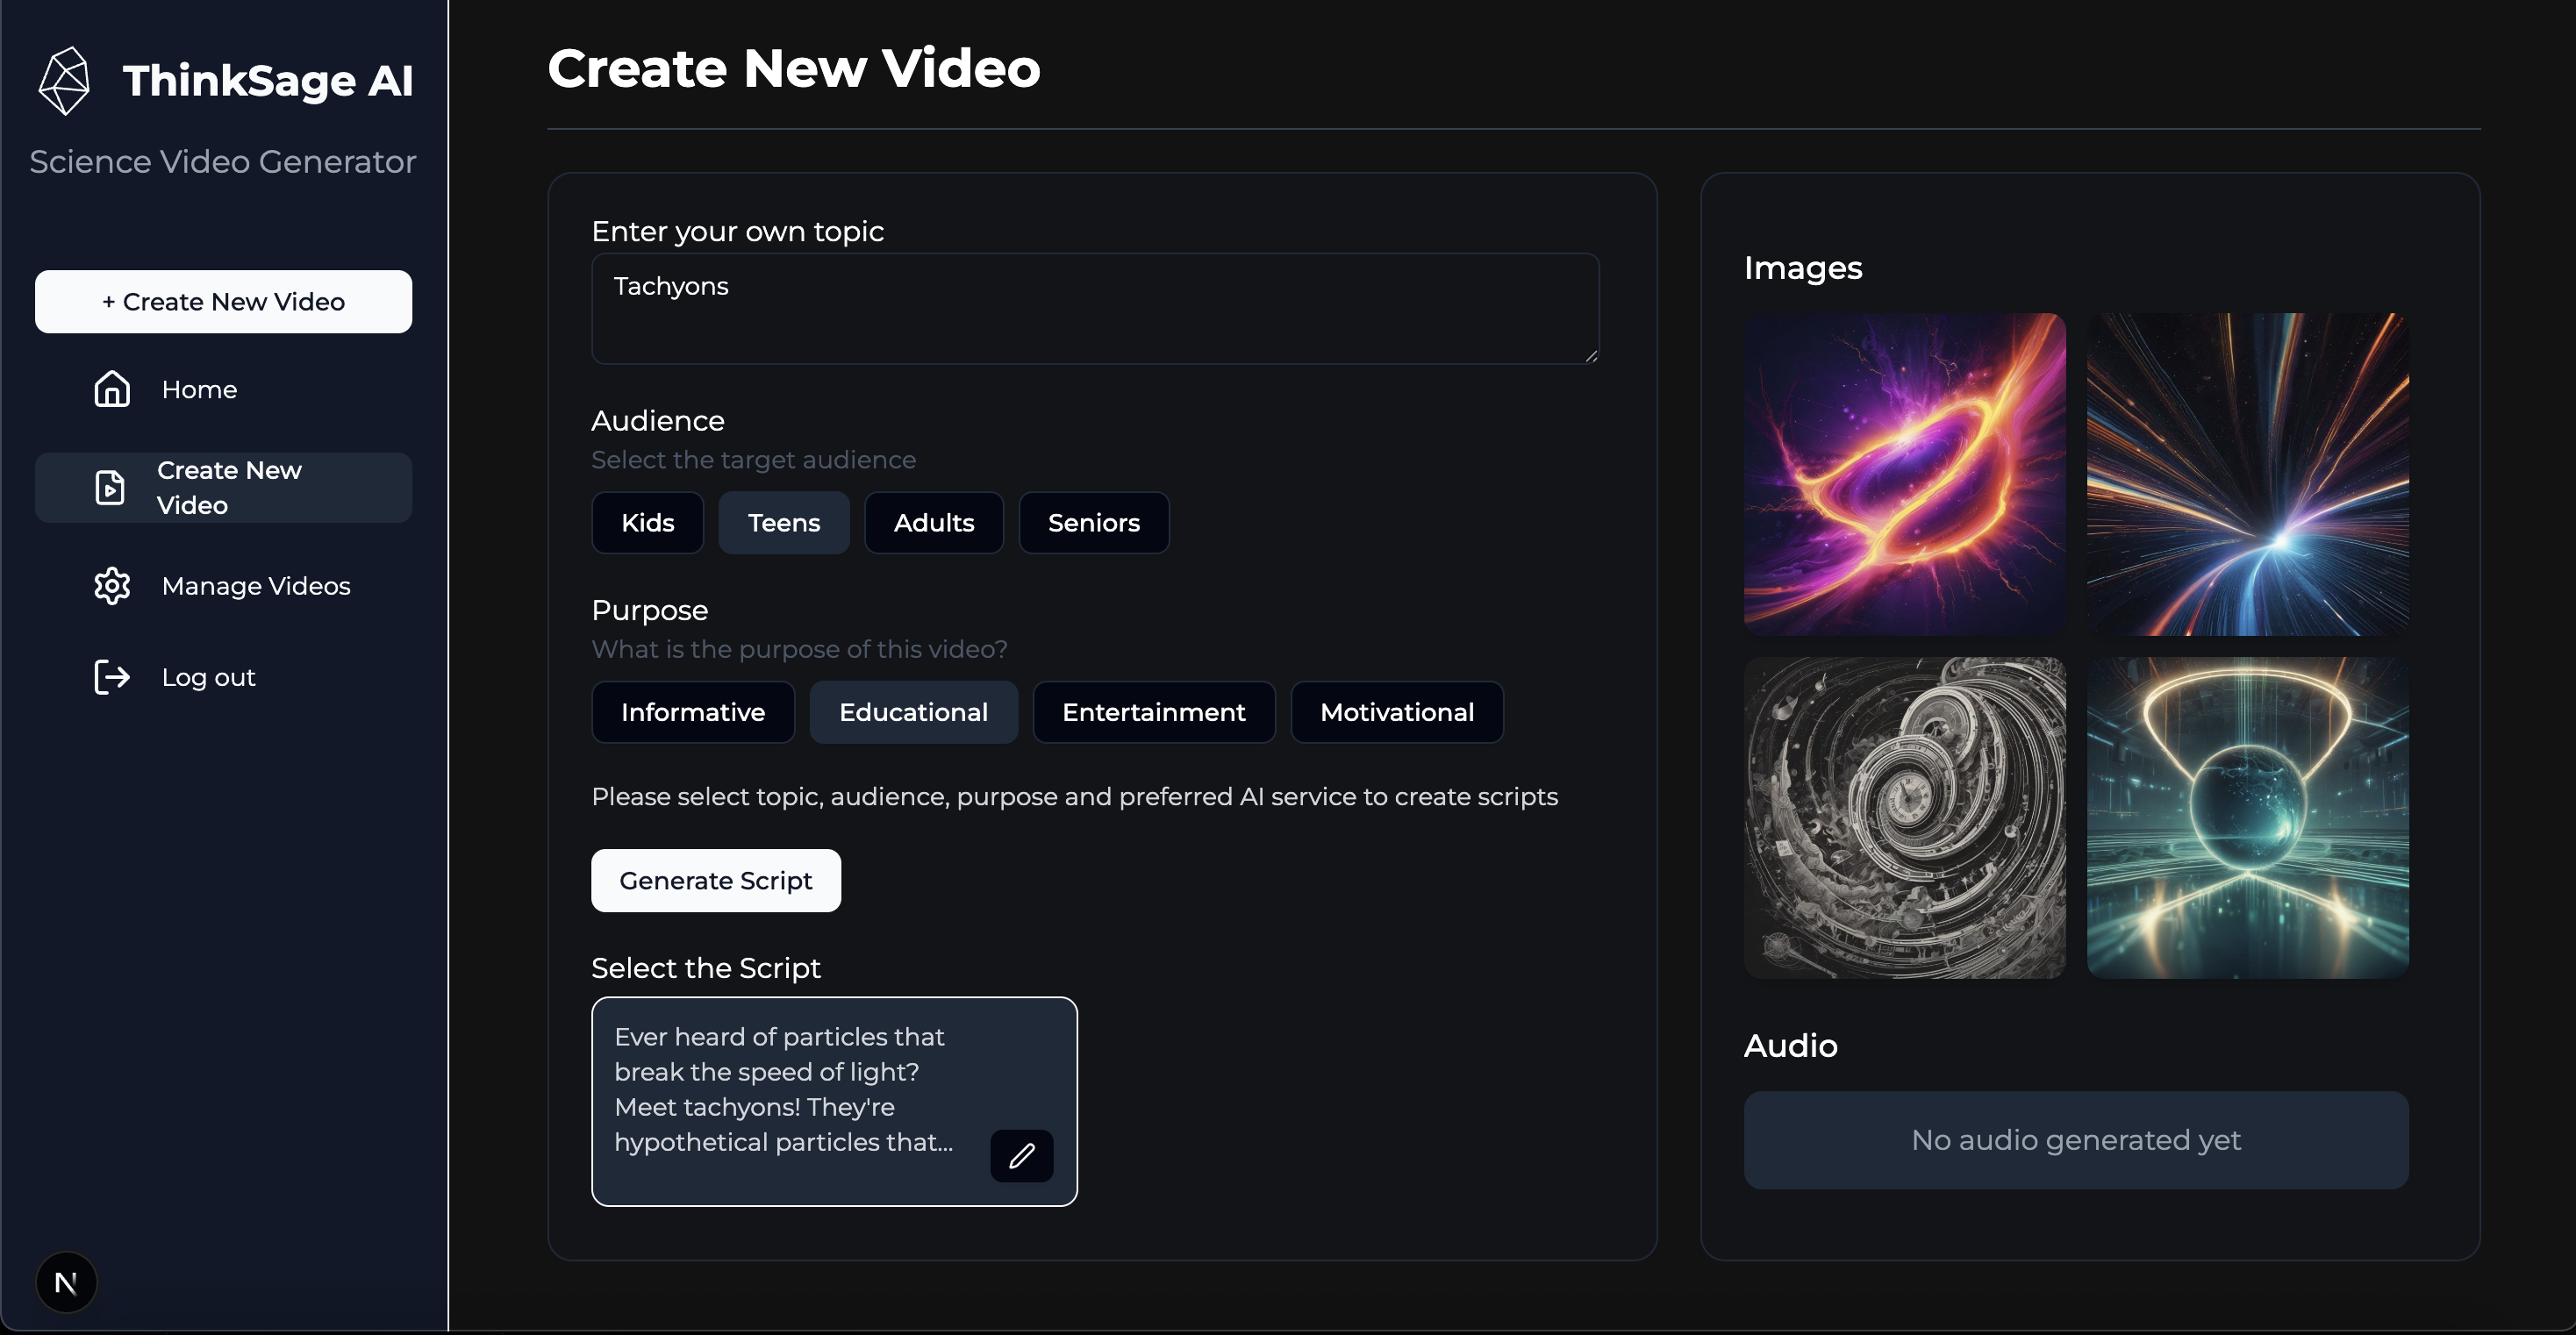 ThinkSage AI
Science Video Generator
+ Create New Video
Home
Create New
Video
Manage Videos
Log out
N
Create New Video
Enter your own topic
Tachyons
Audience
Select the target audience
Kids
Teens
Adults
Seniors
Purpose
What is the purpose of this video?
Informative
Educational
Entertainment
Motivational
Please select topic, audience, purpose and preferred AI service to create scripts
Generate Script
Select the Script
Ever heard of particles that
break the speed of light?
Meet tachyons! They're
hypothetical particles that...
Images
Audio
No audio generated yet